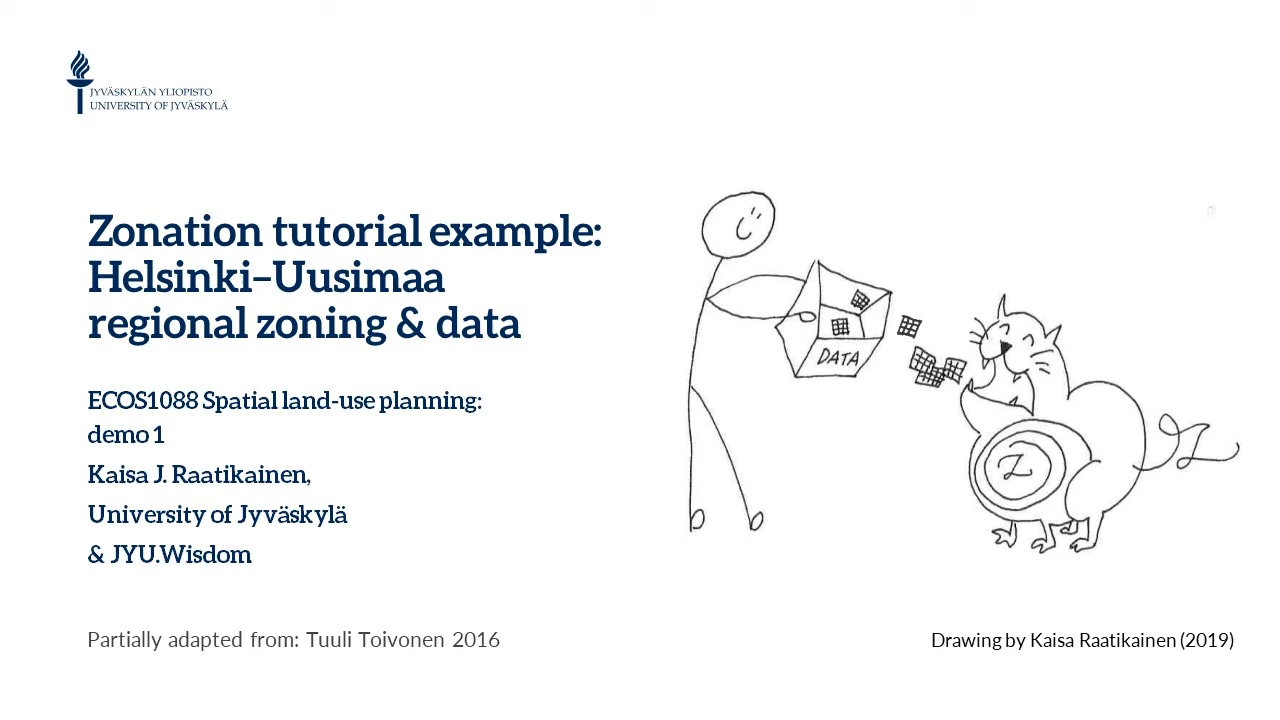 JYVÄSKYLÄN YLIOPISTO
UNIVERSITY OF JYVÄSKYLÄ
Zonation tutorial example:
Helsinki–Uusimaa
regional zoning & data
ECOS1088 Spatial land-use planning:
demo 1
Kaisa J. Raatikainen,
University of Jyväskylä
& JYU.Wisdom
DATA
Z
Z
Partially adapted from: Tuuli Toivonen 2016
Drawing by Kaisa Raatikainen (2019)